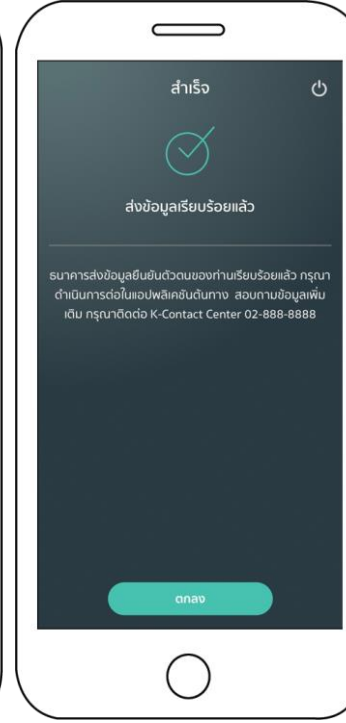 สำเร็จ
ส่งข้อมูลเรียบร้อยแล้ว
ธนาคารส่งข้อมูลยืนยันตัวตนของท่านเรียบร้อยแล้ว กรุณา
ดำเนินการต่อในแอปพลิเคชันต้นทาง สอบถามข้อมูลเพิ่ม
เติม กรุณาติดต่อ K-Contact Center 02-888-8888
ตกลง